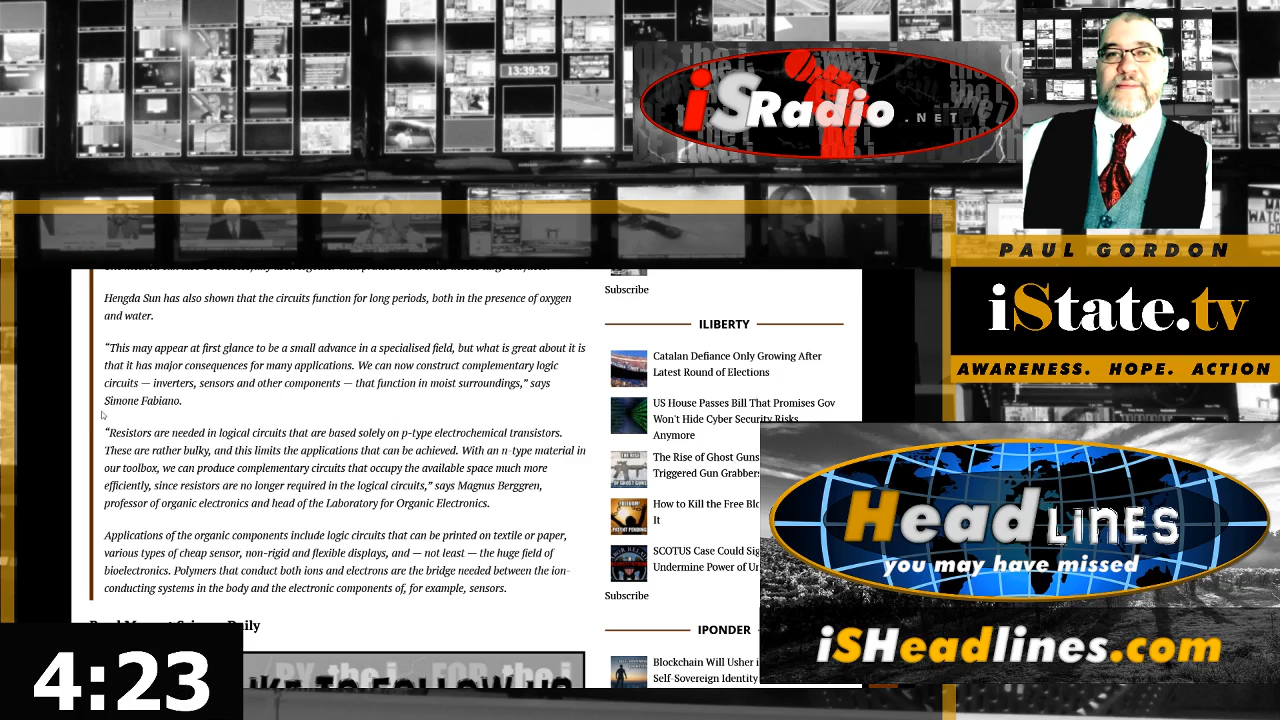 13:39:32
iSRadio
.NET
PAUL GORDON
iState.tv
AWARENESS. HOPE. ACTION
Hengda Sun has also shown that the circuits function for long periods, both in the presence of oxygen
and water.
“This may appear at first glance to be a small advance in a specialised field, but what is great about it is
that it has major consequences for many applications. We can now construct complementary logic
circuits — inverters, sensors and other components — that function in moist surroundings,” says
Simone Fabiano.
“Resistors are needed in logical circuits that are based solely on p-type electrochemical transistors.
These are rather bulky, and this limits the applications that can be achieved. With an n-type material in
our toolbox, we can produce complementary circuits that occupy the available space much more
efficiently, since resistors are no longer required in the logical circuits,” says Magnus Berggren,
professor of organic electronics and head of the Laboratory for Organic Electronics.
Applications of the organic components include logic circuits that can be printed on textile or paper,
various types of cheap sensor, non-rigid and flexible displays, and — not least — the huge field of
bioelectronics. Polymers that conduct both ions and electrons are the bridge needed between the ion-
conducting systems in the body and the electronic components of, for example, sensors.
Daily
Subscribe
ILIBERTY
Catalan Defiance Only Growing After
Latest Round of Elections
US House Passes Bill That Promises Gov
Won't Hide Cyber Security Risks
Anymore
The Rise of Ghost Guns
Triggered Gun Grabbers
How to Kill the Free
It
SCOTUS Case Could
Undermine Power of
Subscribe
IPONDER
Blockchain Will Usher
Self-Sovereign Identity
HeadLINES
you may have missed
iSHeadlines.com
4:23